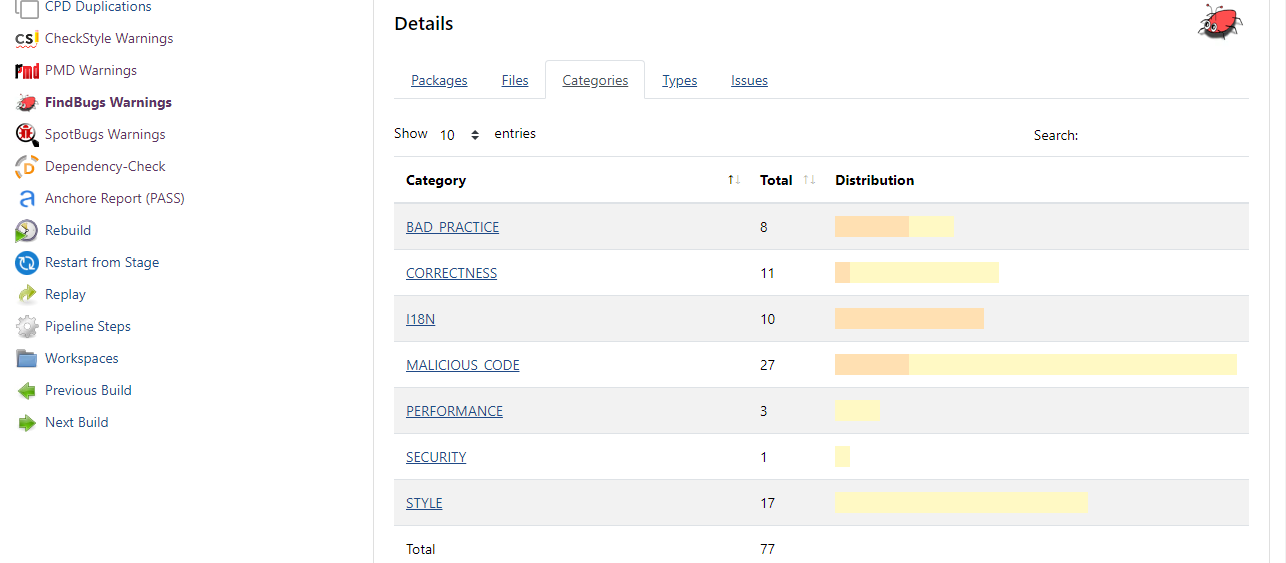 CPD Duplications
CheckStyle Warnings
PMD Warnings
FindBugs Warnings
SpotBugs Warnings
Dependency-Check
Anchore Report (PASS)
Rebuild
Restart from Stage
Replay
Pipeline Steps
Workspaces
Previous Build
Next Build
Details
Packages Files Categories Types Issues
Show 10 entries Search:
Category Total Distribution
BAD_PRACTICE 8
CORRECTNESS 11
I18N 10
MALICIOUS_CODE 27
PERFORMANCE 3
SECURITY 1
STYLE 17
Total 77